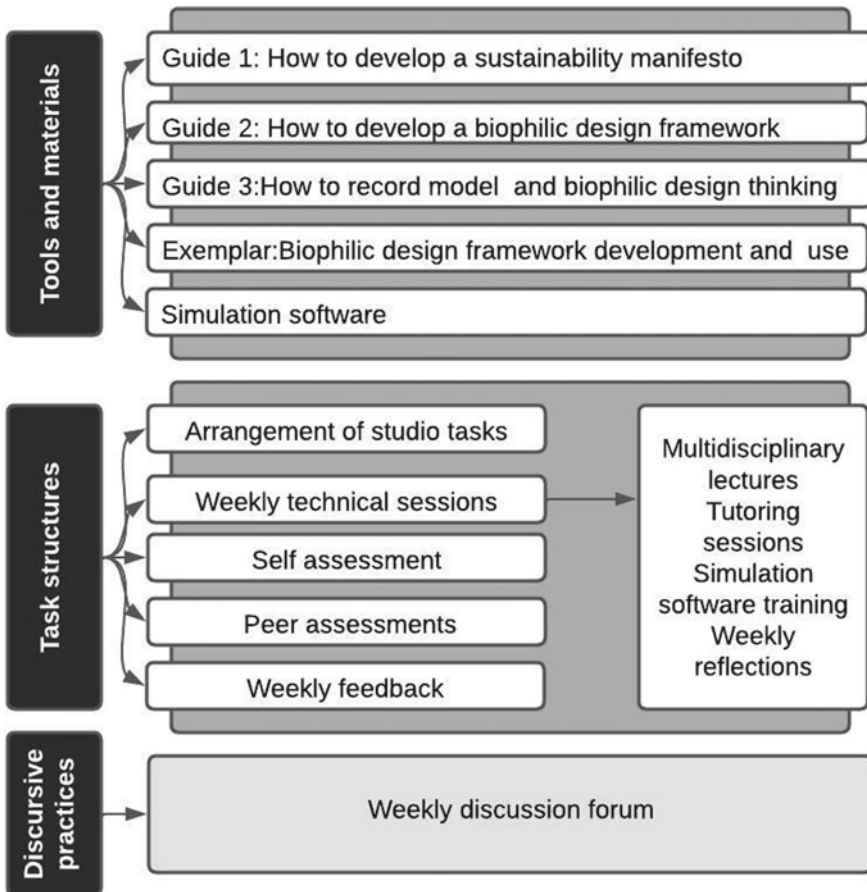 Tools and materials
Guide 1: How to develop a sustainability manifesto
Guide 2: How to develop a biophilic design framework
Guide 3:How to record model  and biophilic design thinking
Exemplar:Biophilic design framework development and  use
Simulation software
Task structures
Arrangement of studio tasks
Weekly technical sessions
Self assessment
Peer assessments
Weekly feedback
Multidisciplinary
lectures
Tutoring
sessions
Simulation
software training
Weekly
reflections
Discursive
practices
Weekly discussion forum